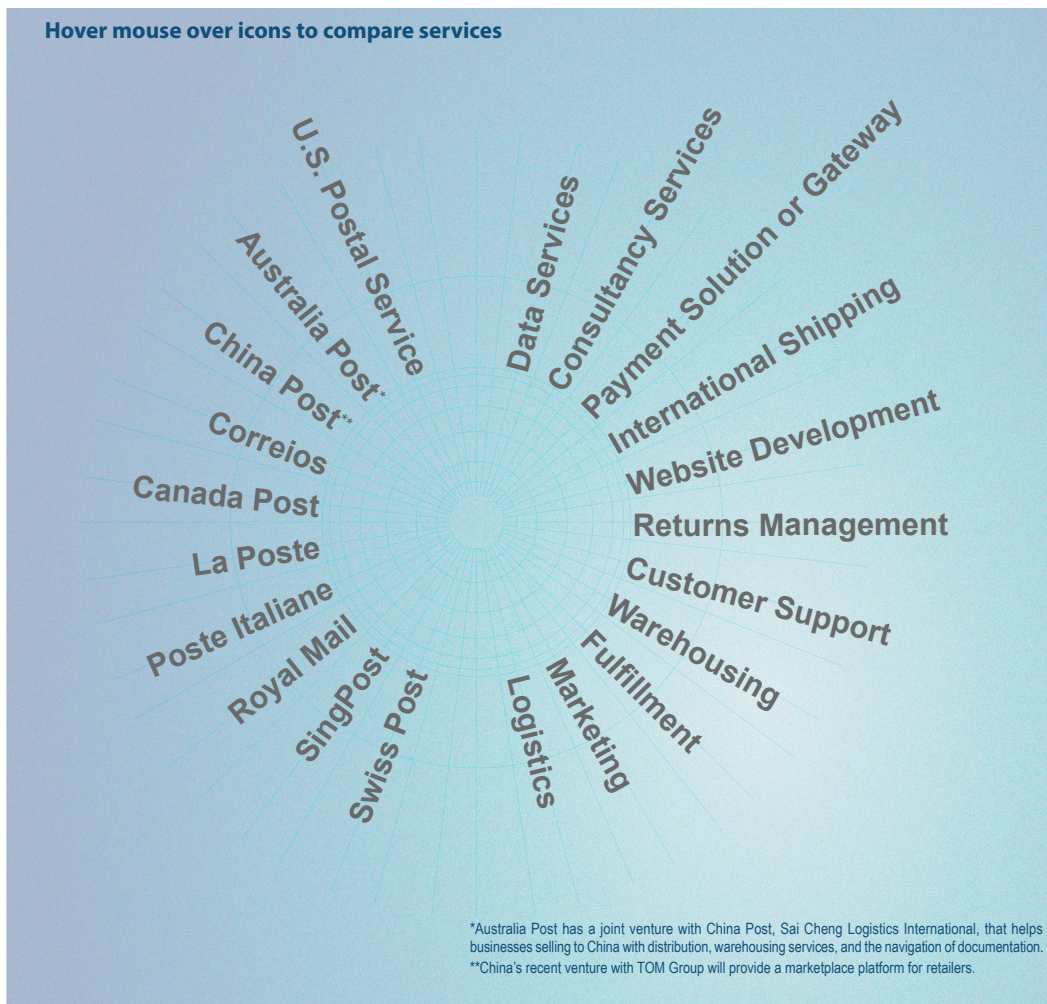 Hover mouse over icons to compare services
U.S. Postal Service
Australia Post*
China Post**
Correios
Canada Post
La Poste
Poste Italiane
Royal Mail
SingPost
Swiss Post
Data Services
Consultancy Services
Payment Solution or Gateway
International Shipping
Website Development
Returns Management
Customer Support
Warehousing
Fulfillment
Marketing
Logistics
*Australia Post has a joint venture with China Post, Sai Cheng Logistics International, that helps
businesses selling to China with distribution, warehousing services, and the navigation of documentation.
**China’s recent venture with TOM Group will provide a marketplace platform for retailers.